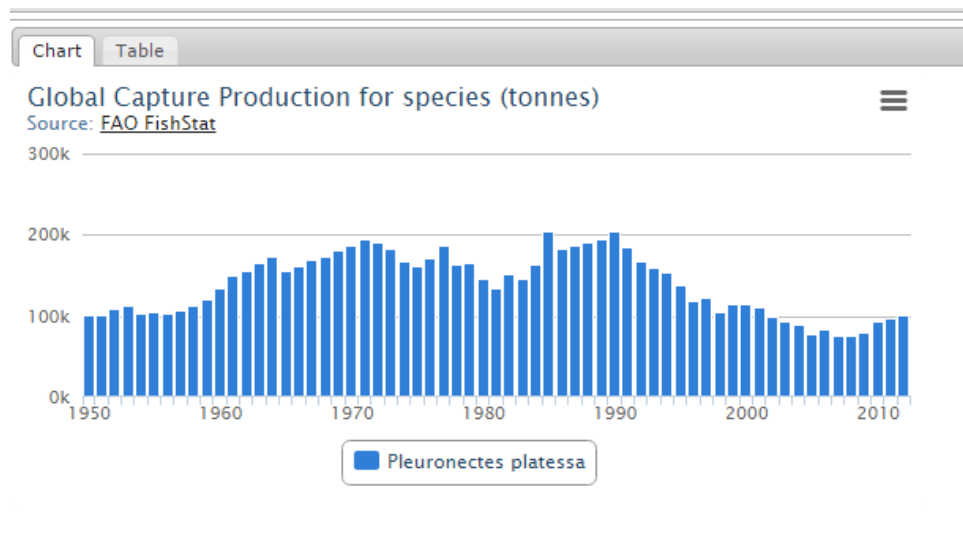 Chart Table
Global Capture Production for species (tonnes)
Source: FAO FishStat
300k
200k
100k
0k
1950 1960 1970 1980 1990 2000 2010
Pleuronectes platessa